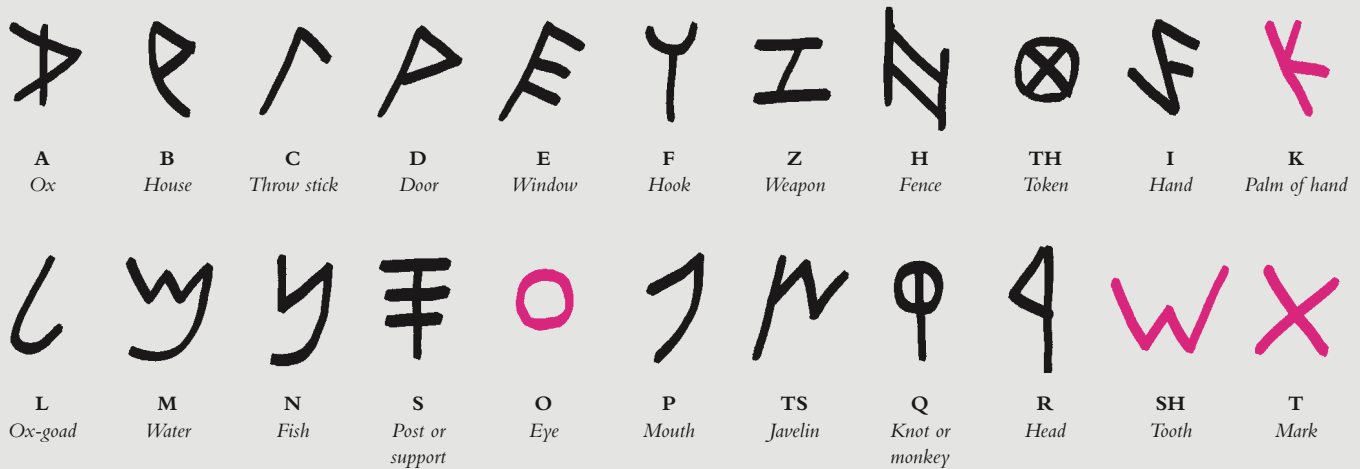 𐤀 𐤁 𐤂 𐤃 𐤄 𐤅 𐤆 𐤇 𐤈 𐤉 𐤊
A B C D E F Z H TH I K
Ox House Throw stick Door Window Hook Weapon Fence Token Hand Palm of hand
𐤋 𐤌 𐤍 𐤎 𐤏 𐤐 𐤑 𐤒 𐤓 𐤔 𐤕
L M N S O P TS Q R SH T
Ox-goad Water Fish Post or Eye Mouth Javelin Knot or Head Tooth Mark
support monkey